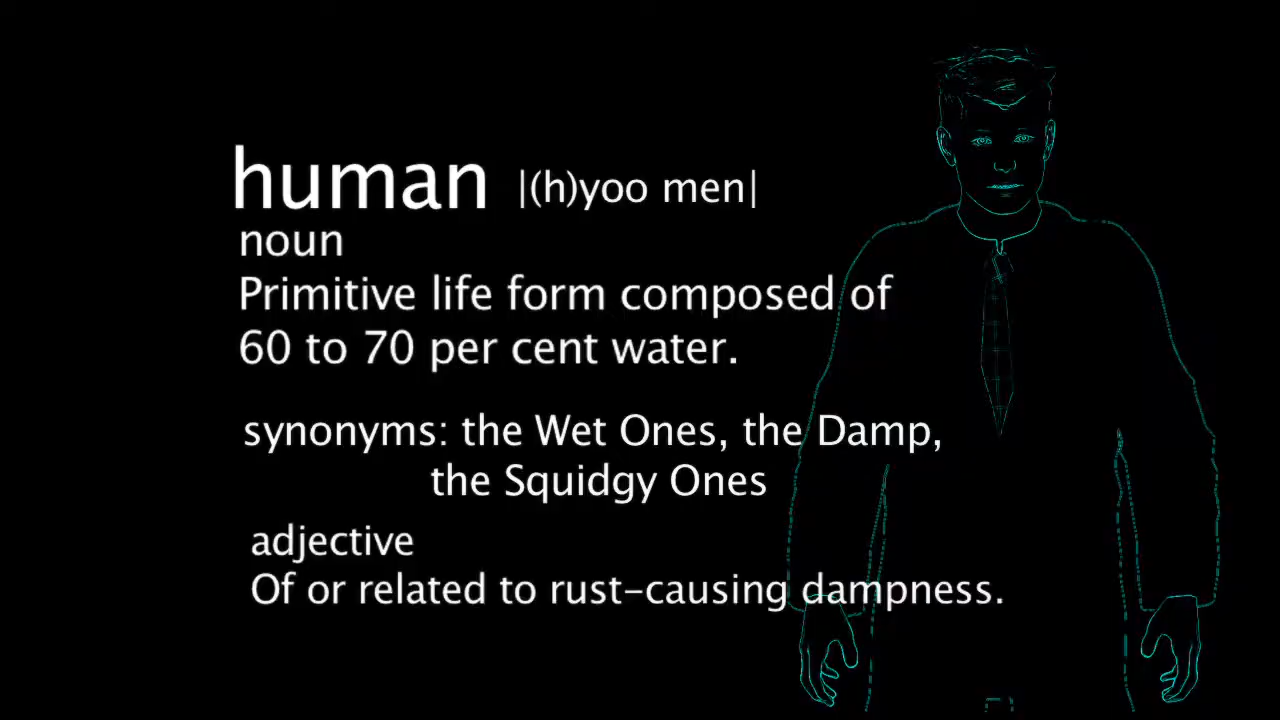 human |(h)yoo men|
noun
Primitive life form composed of
60 to 70 per cent water.
synonyms: the Wet Ones, the Damp,
the Squidgy Ones
adjective
Of or related to rust-causing dampness.